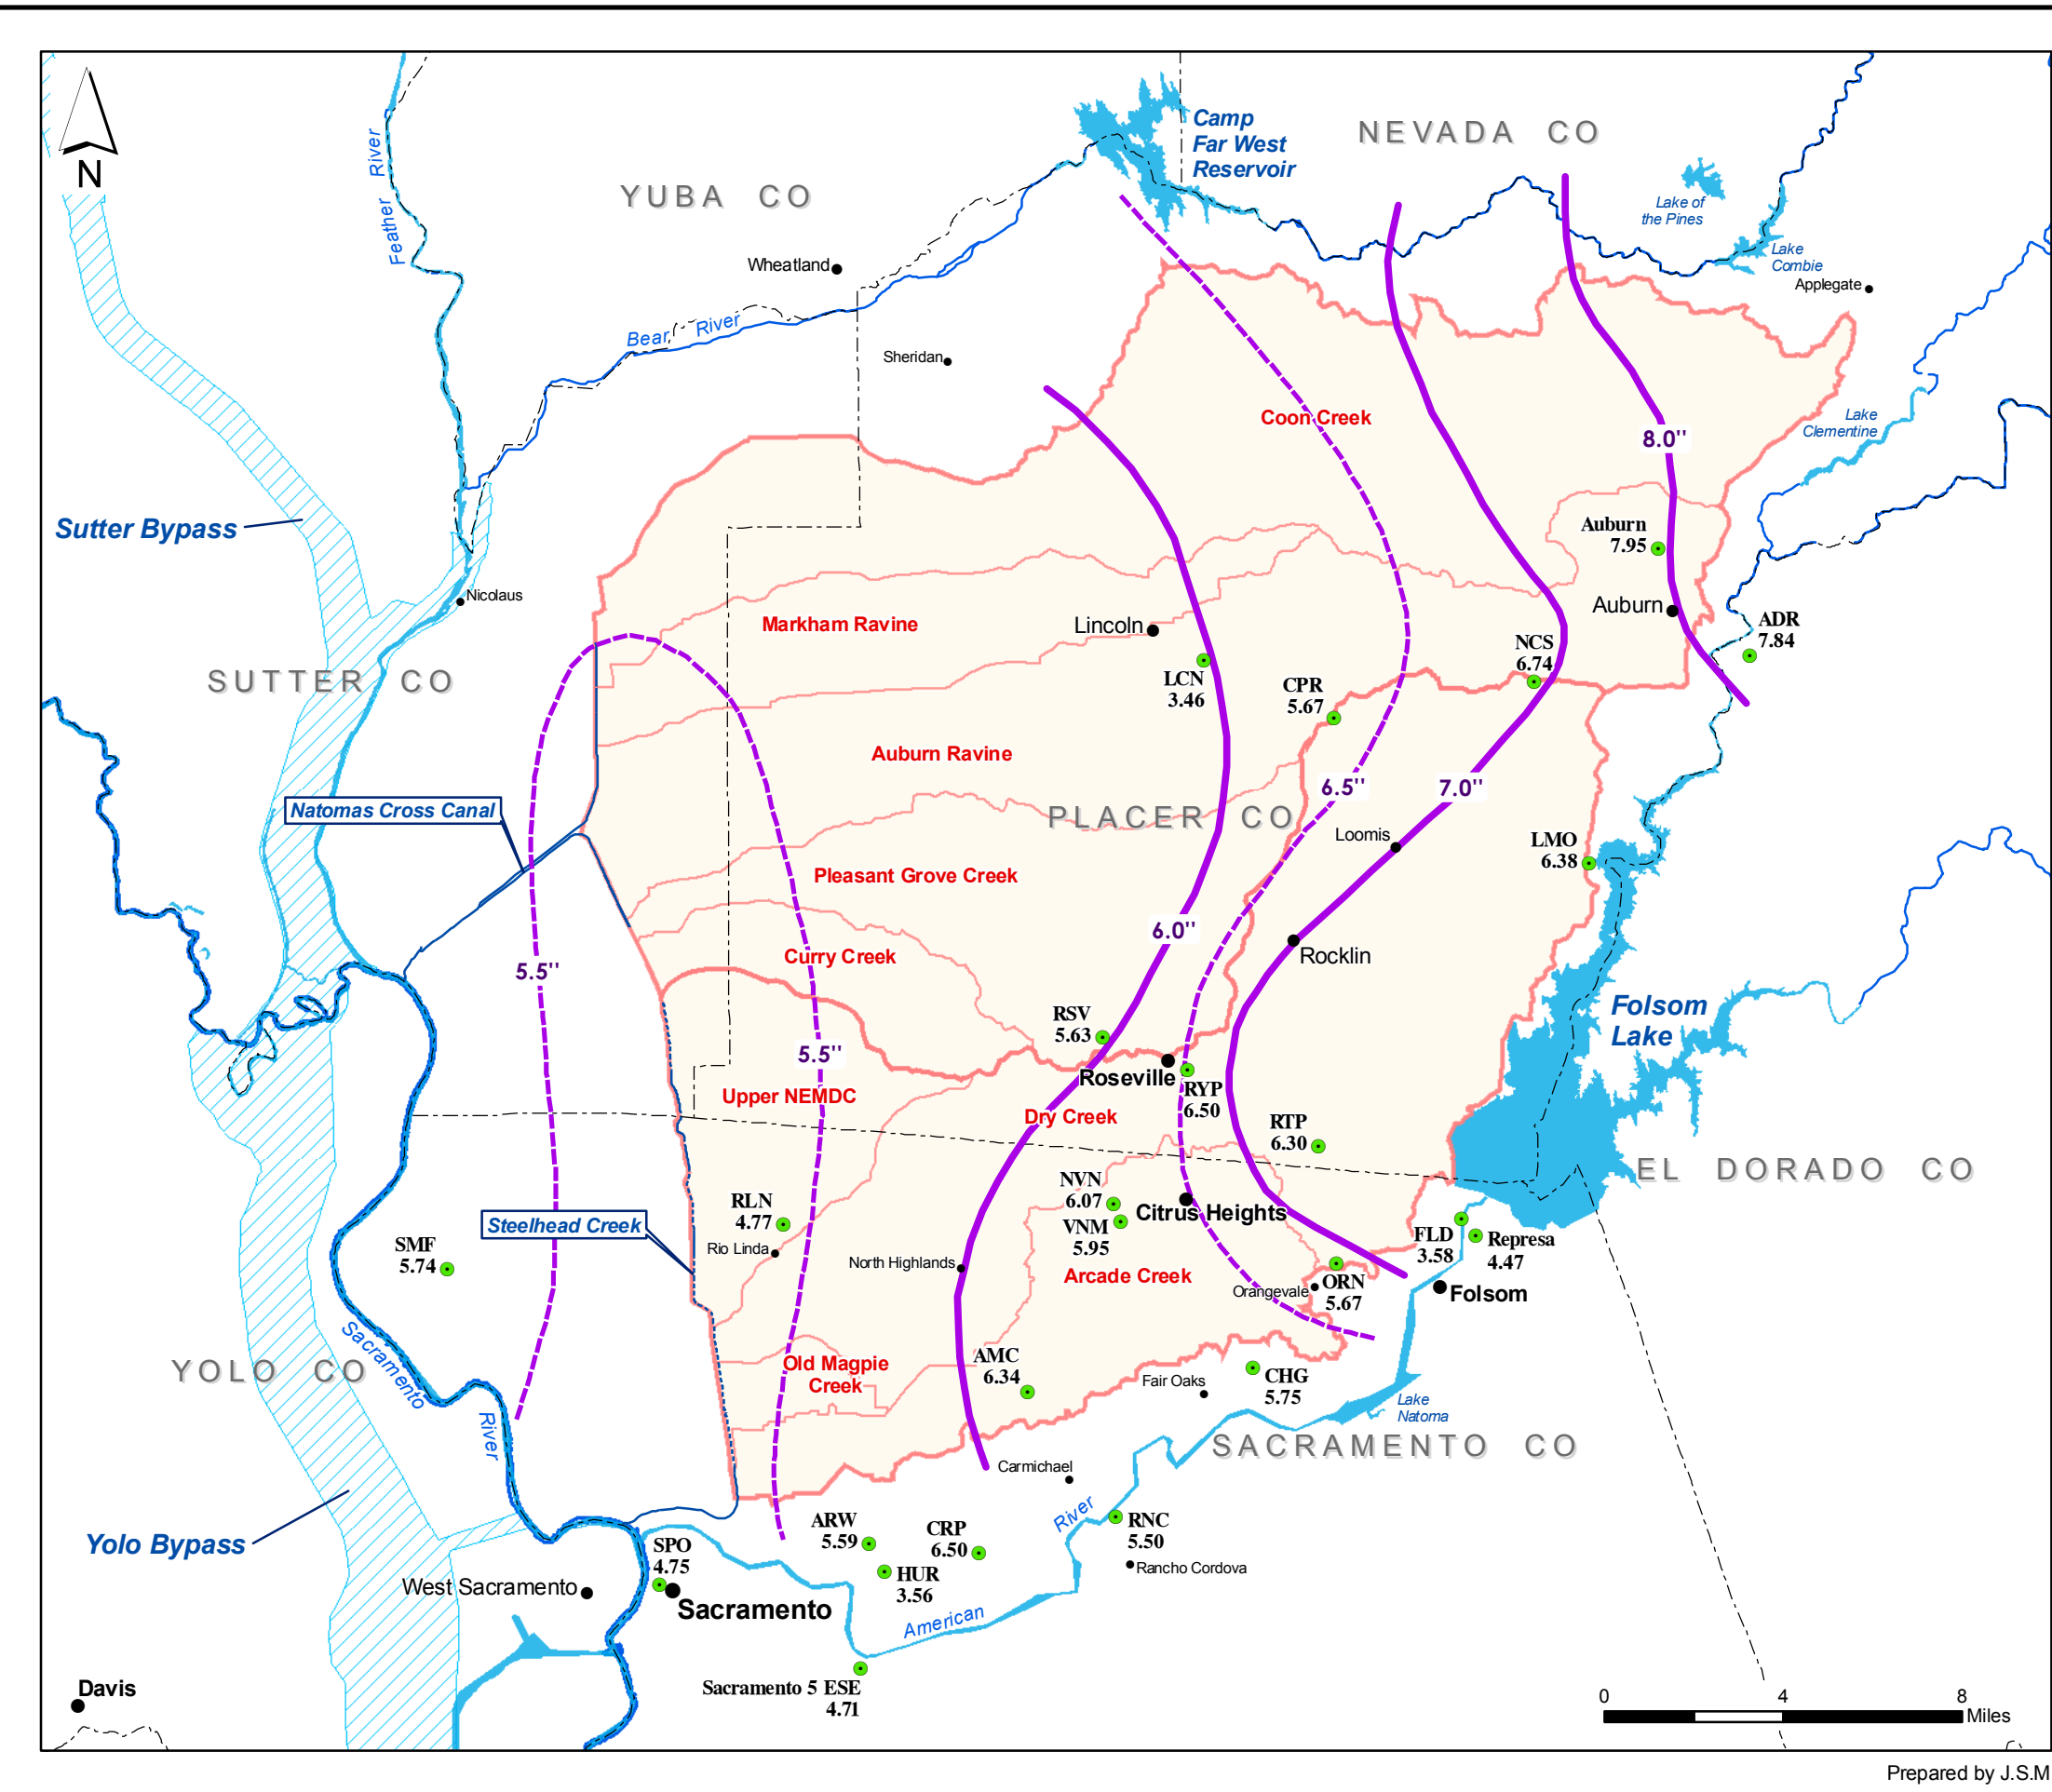 N
Camp
Far West
Reservoir
NEVADA CO
YUBA CO
Feather River
Lake of
the Pines
Lake
Combie
Applegate
Wheatland
Bear River
Sheridan
Coon Creek
8.0"
Lake
Clementine
Sutter Bypass
Auburn
7.95
Nicolaus
Auburn
Markham Ravine
Lincoln
ADR
7.84
NCS
6.74
SUTTER CO
LCN
3.46
CPR
5.67
Auburn Ravine
6.5"
7.0"
Natomas Cross Canal
PLACER CO
Loomis
LMO
6.38
Pleasant Grove Creek
6.0"
Curry Creek
Rocklin
5.5"
RSV
5.63
Folsom
Lake
5.5"
Roseville
Upper NEMDC
RYP
6.50
Dry Creek
RTP
6.30
EL DORADO CO
NVN
6.07
RLN
4.77
Citrus Heights
VNM
5.95
Steelhead Creek
SMF
5.74
Rio Linda
North Highlands
FLD
3.58
Represa
4.47
Arcade Creek
Orangevale
ORN
5.67
Folsom
Sacramento River
YOLO CO
Old Magpie
Creek
AMC
6.34
Fair Oaks
CHG
5.75
Lake
Natoma
SACRAMENTO CO
Carmichael
ARW
5.59
CRP
6.50
River
RNC
5.50
Yolo Bypass
SPO
4.75
HUR
3.56
Rancho Cordova
West Sacramento
Sacramento
American
Sacramento 5 ESE
4.71
Davis
0 4 8
Miles
Prepared by J.S.M